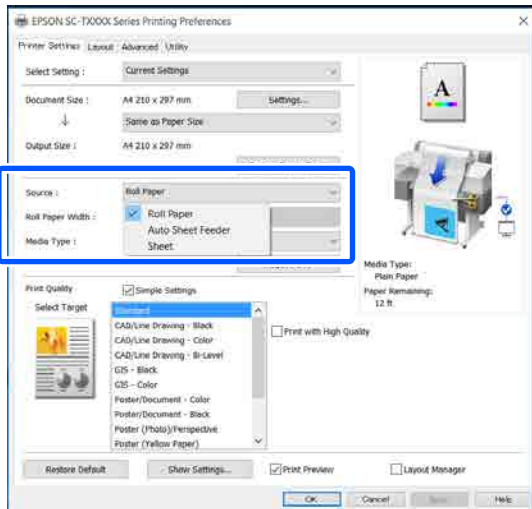 EPSON SC-TXXXX Series Printing Preferences
Printer Settings Layout Advanced Utility
Select Setting : Current Settings
Document Size : A4 210 x 297 mm Settings...
Same as Paper Size
Output Size : A4 210 x 297 mm
Source : Roll Paper
Roll Paper
Auto Sheet Feeder
Sheet
Roll Paper Width :
Media Type :
A
Media Type:
Plain Paper
Paper Remaining:
12 ft
Print Quality Simple Settings
Select Target
Standard
CAD/Line Drawing - Black
CAD/Line Drawing - Color
CAD/Line Drawing - Bi-Level
GIS - Black
GIS - Color
Poster/Document - Color
Poster/Document - Black
Poster (Photo)/Perspective
Poster (Yellow Paper)
Print with High Quality
Restore Default Show Settings... Print Preview Layout Manager
OK Cancel Help